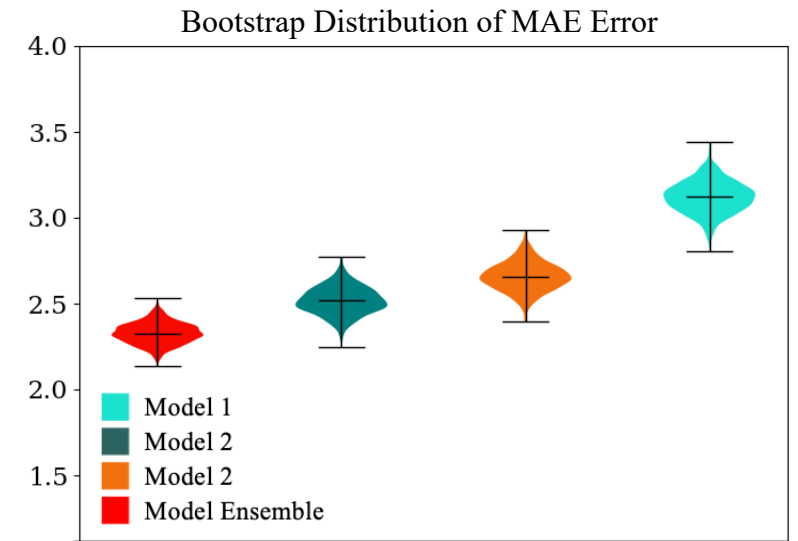 Bootstrap Distribution of MAE Error
4.0
3.5
3.0
2.5
2.0
1.5
Model 1
Model 2
Model 2
Model Ensemble